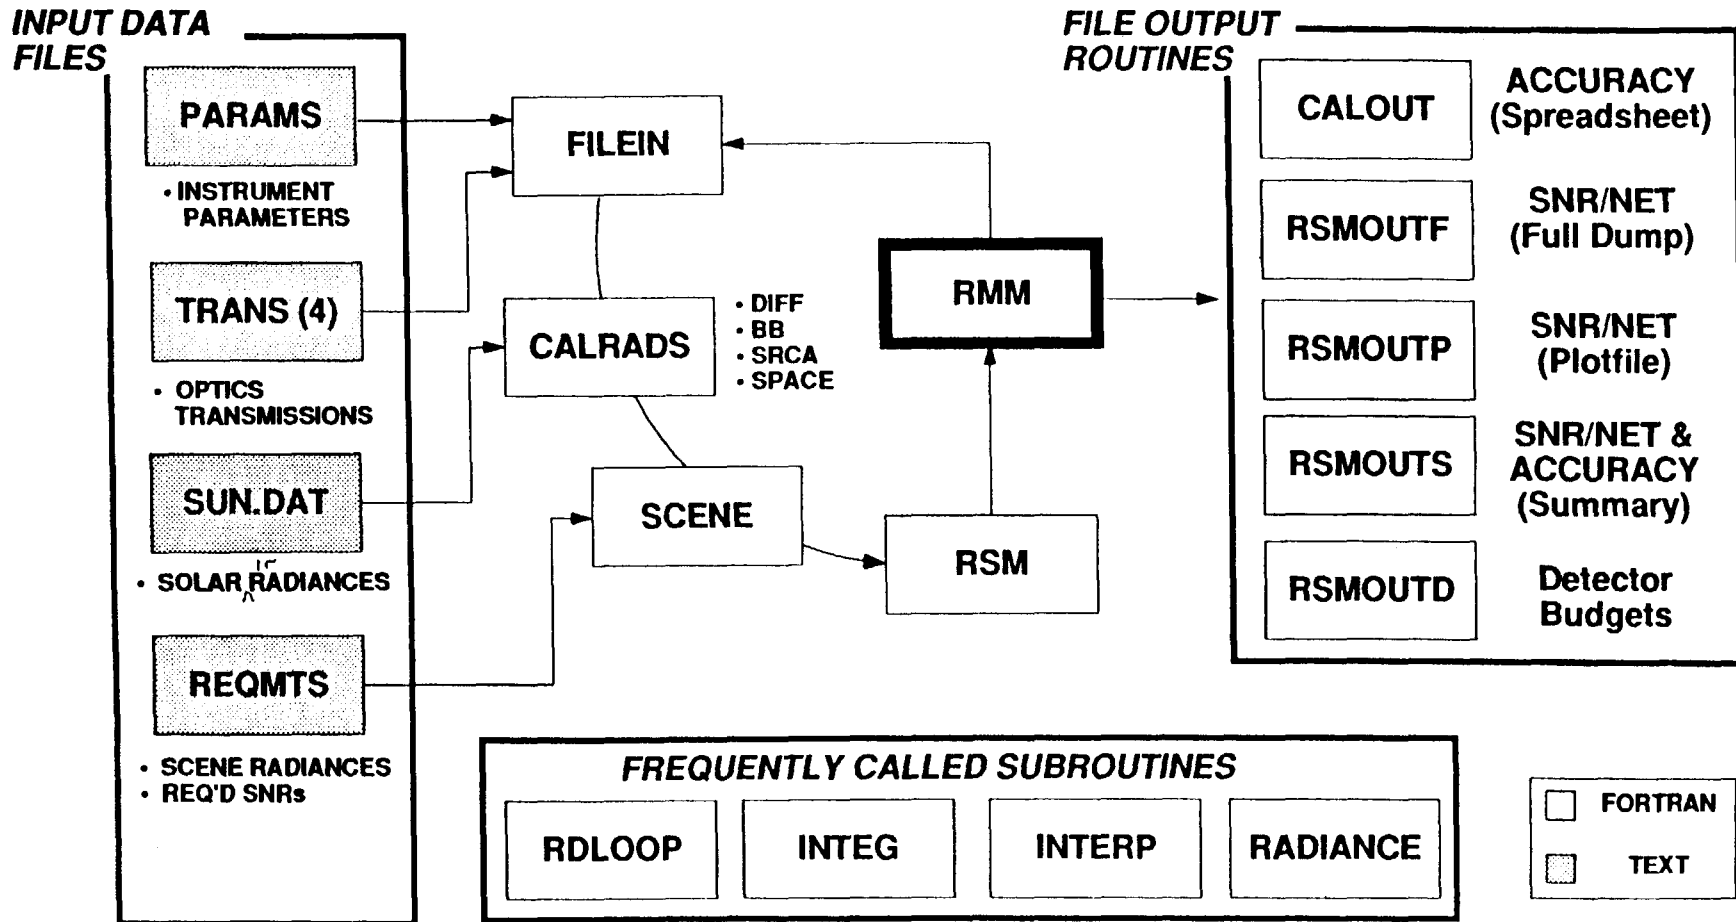 INPUT DATA
FILES
PARAMS
• INSTRUMENT
PARAMETERS
TRANS (4)
• OPTICS
TRANSMISSIONS
SUN.DAT
• SOLAR RADIANCES
ir
REQMTS
• SCENE RADIANCES
• REQ'D SNRs
FILEIN
CALRADS
• DIFF
• BB
• SRCA
• SPACE
SCENE
RSM
RMM
FILE OUTPUT
ROUTINES
CALOUT
ACCURACY
(Spreadsheet)
RSMOUTF
SNR/NET
(Full Dump)
RSMOUTP
SNR/NET
(Plotfile)
RSMOUTS
SNR/NET &
ACCURACY
(Summary)
RSMOUTD
Detector
Budgets
FREQUENTLY CALLED SUBROUTINES
RDLOOP
INTEG
INTERP
RADIANCE
FORTRAN
TEXT